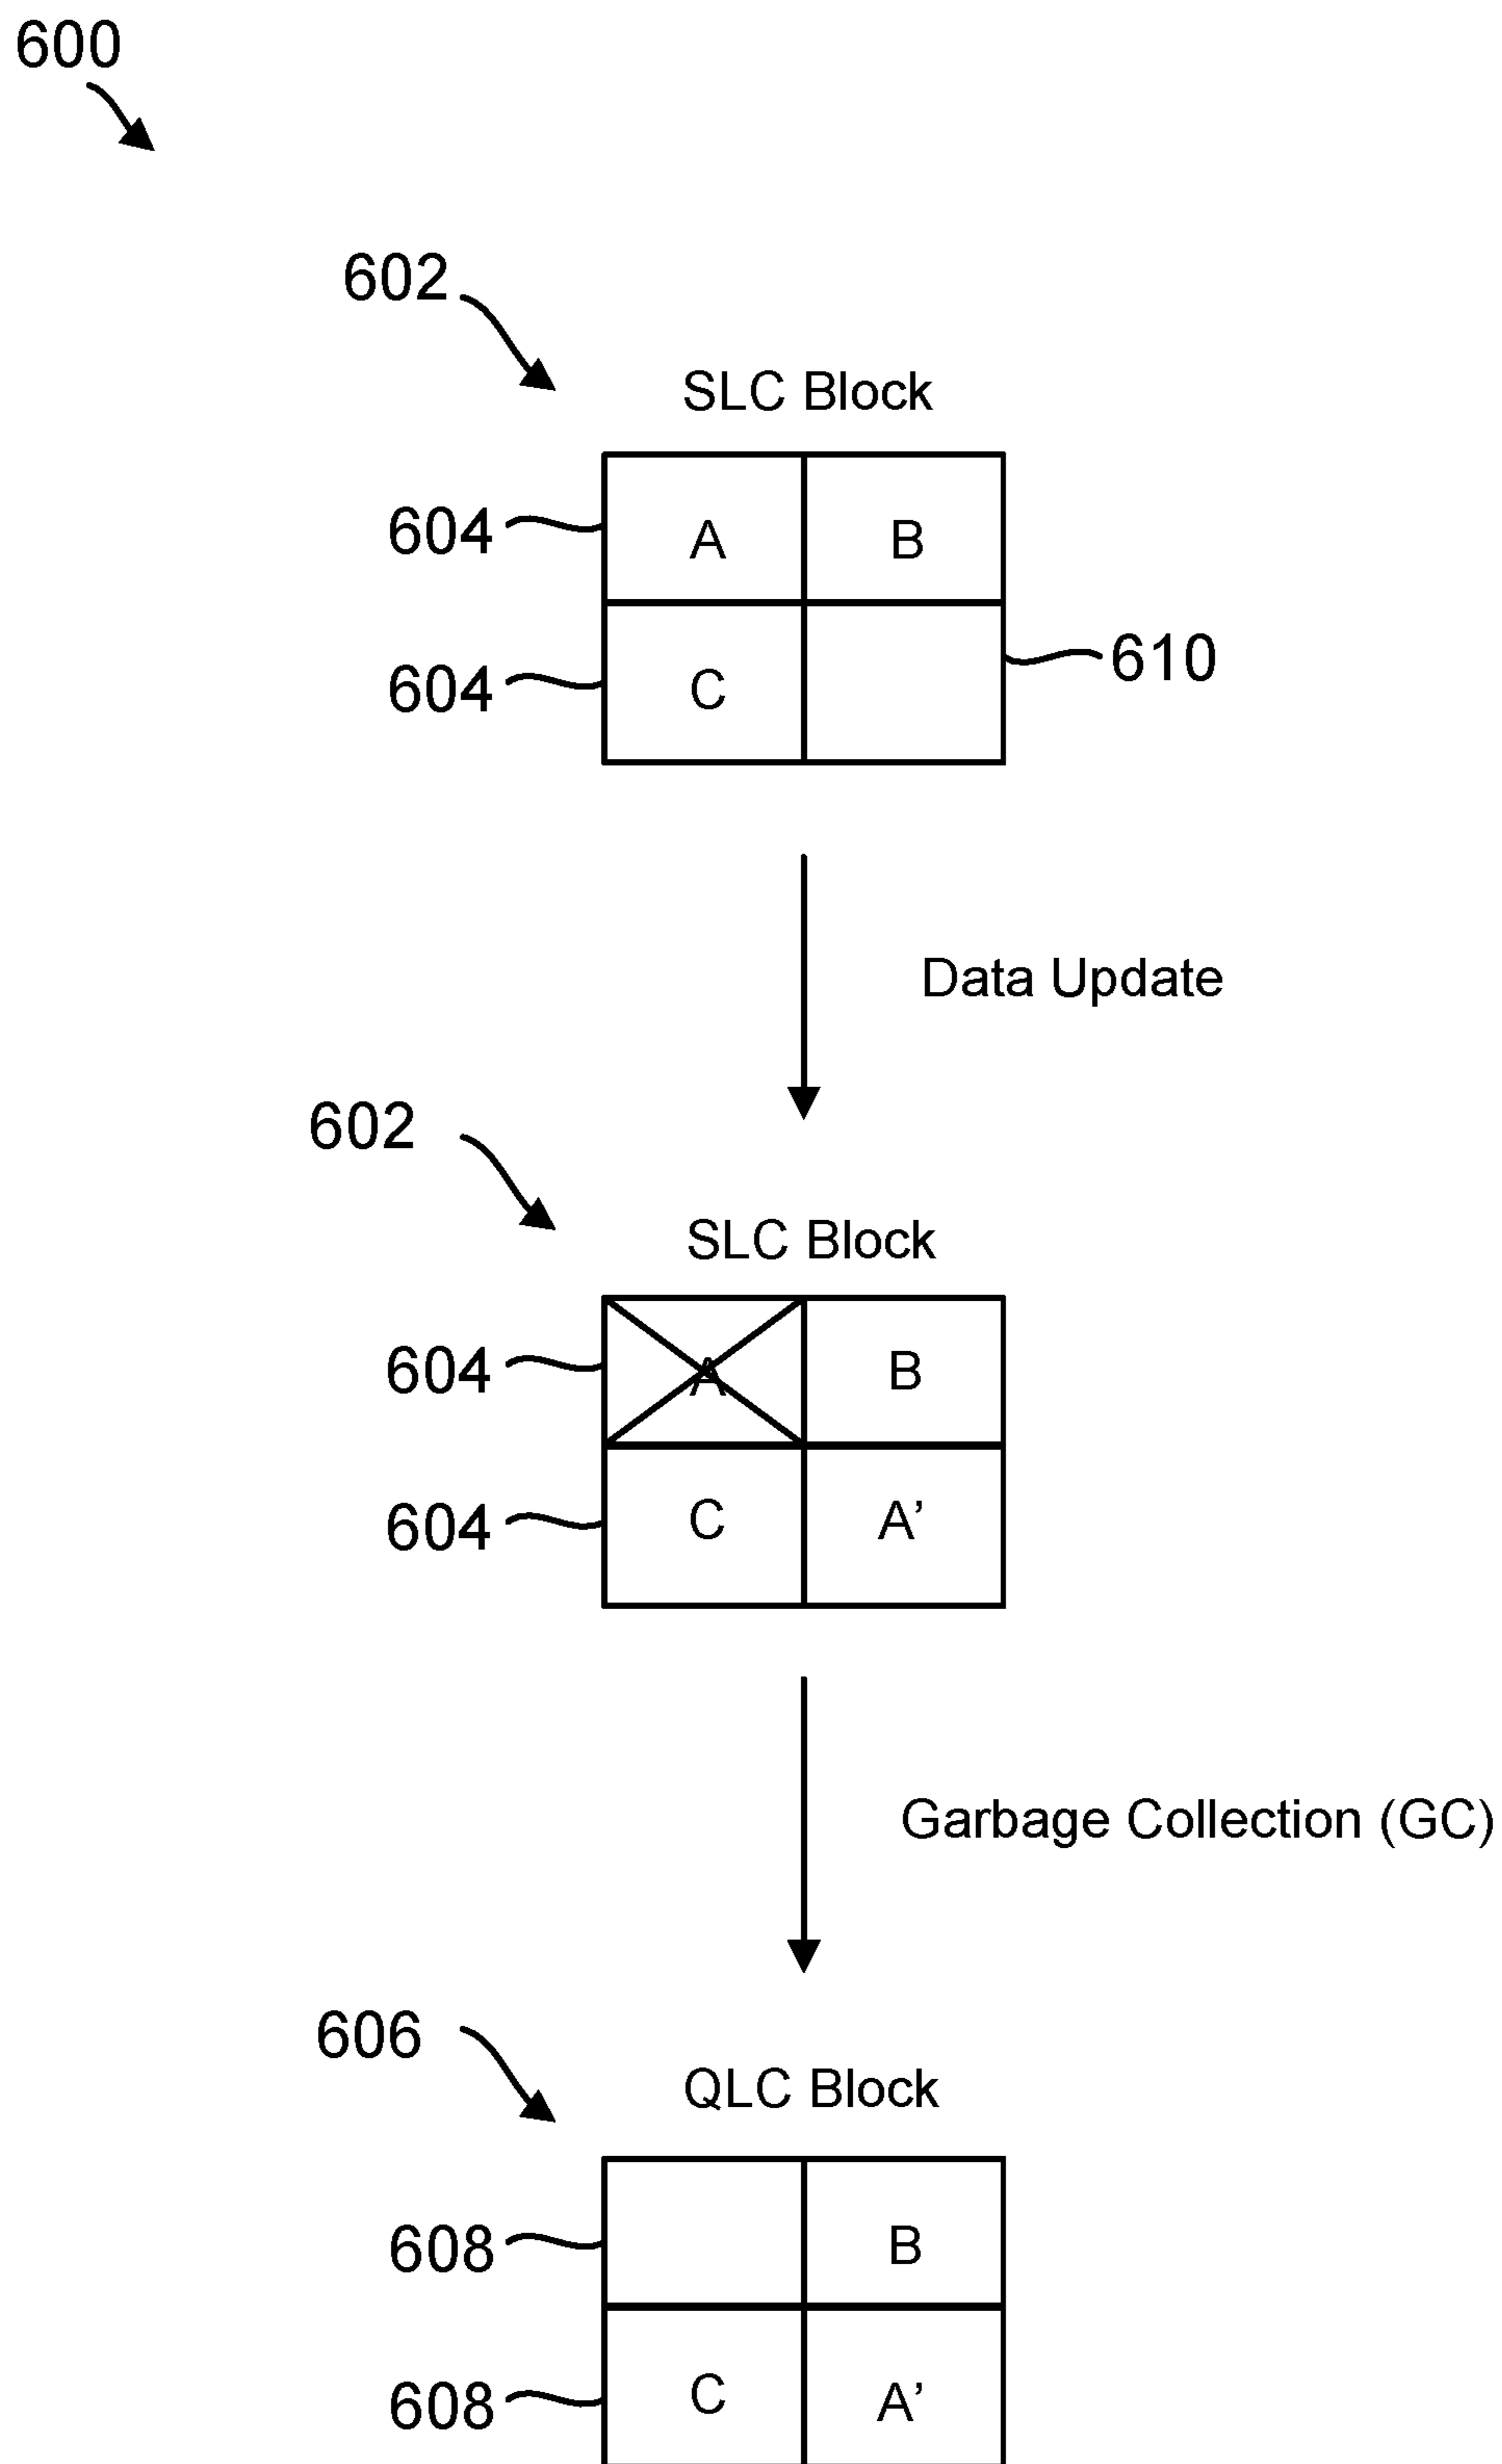 600
602
SLC Block
604
A
B
604
C
610
Data Update
602
SLC Block
604
A
B
604
C
A’
Garbage Collection (GC)
606
QLC Block
608
B
608
C
A’